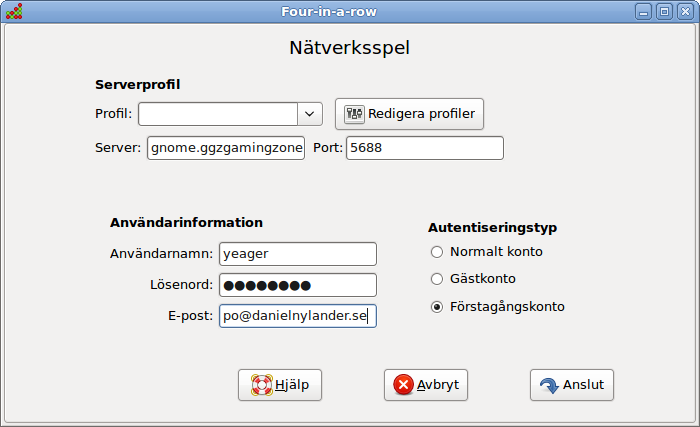 Four-in-a-row
Nätverksspel
Serverprofil
Profil: Redigera profiler
Server: gnome.ggzgamingzone Port: 5688
Användarinformation
Autentiseringstyp
Användarnamn: yeager
Normalt konto
Lösenord: ●●●●●●●●
Gästkonto
E-post: po@danielnylander.se
Förstagångskonto
Hjälp Avbryt Anslut